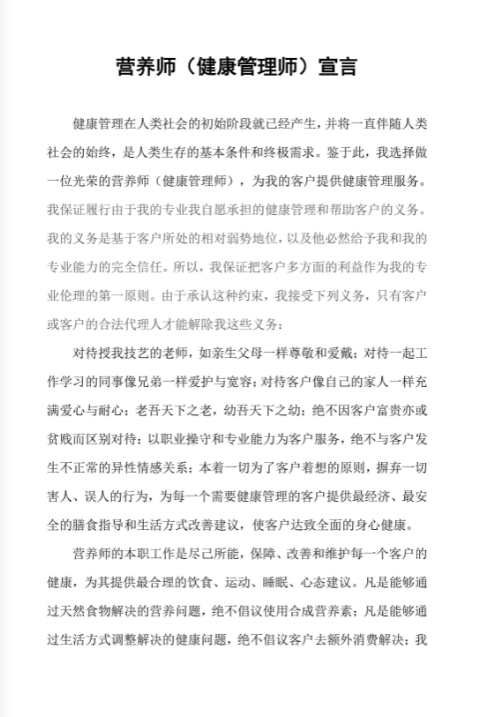 营养师（健康管理师）宣言
健康管理在人类社会的初始阶段就已经产生，并将一直伴随人类
社会的始终，是人类生存的基本条件和终极需求。鉴于此，我选择做
一位光荣的营养师（健康管理师），为我的客户提供健康管理服务。
我保证履行由于我的专业我自愿承担的健康管理和帮助客户的义务。
我的义务是基于客户所处的相对弱势地位，以及他必然给予我和我的
专业能力的完全信任。所以，我保证把客户多方面的利益作为我的专
业伦理的第一原则。由于承认这种约束，我接受下列义务，只有客户
或客户的合法代理人才能解除我这些义务：
对待授我技艺的老师，如亲生父母一样尊敬和爱戴；对待一起工
作学习的同事像兄弟一样爱护与宽容；对待客户像自己的家人一样充
满爱心与耐心；老吾天下之老，幼吾天下之幼；绝不因客户富贵亦或
贫贱而区别对待；以职业操守和专业能力为客户服务，绝不与客户发
生不正常的异性情感关系；本着一切为了客户着想的原则，摒弃一切
害人、误人的行为，为每一个需要健康管理的客户提供最经济、最安
全的膳食指导和生活方式改善建议，使客户达致全面的身心健康。
营养师的本职工作是尽己所能，保障、改善和维护每一个客户的
健康，为其提供最合理的饮食、运动、睡眠、心态建议。凡是能够通
过天然食物解决的营养问题，绝不倡议使用合成营养素；凡是能够通
过生活方式调整解决的健康问题，绝不倡议客户去额外消费解决；我